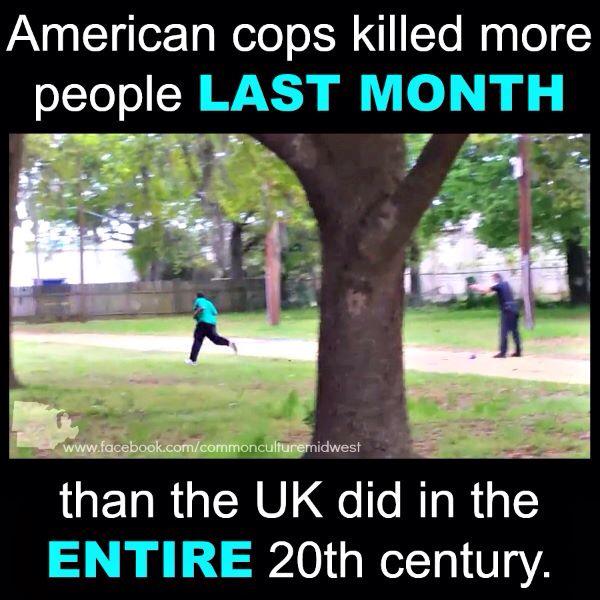 American cops killed more
people LAST MONTH
www.facebook.com/commonculturemidwest
than the UK did in the
ENTIRE 20th century.